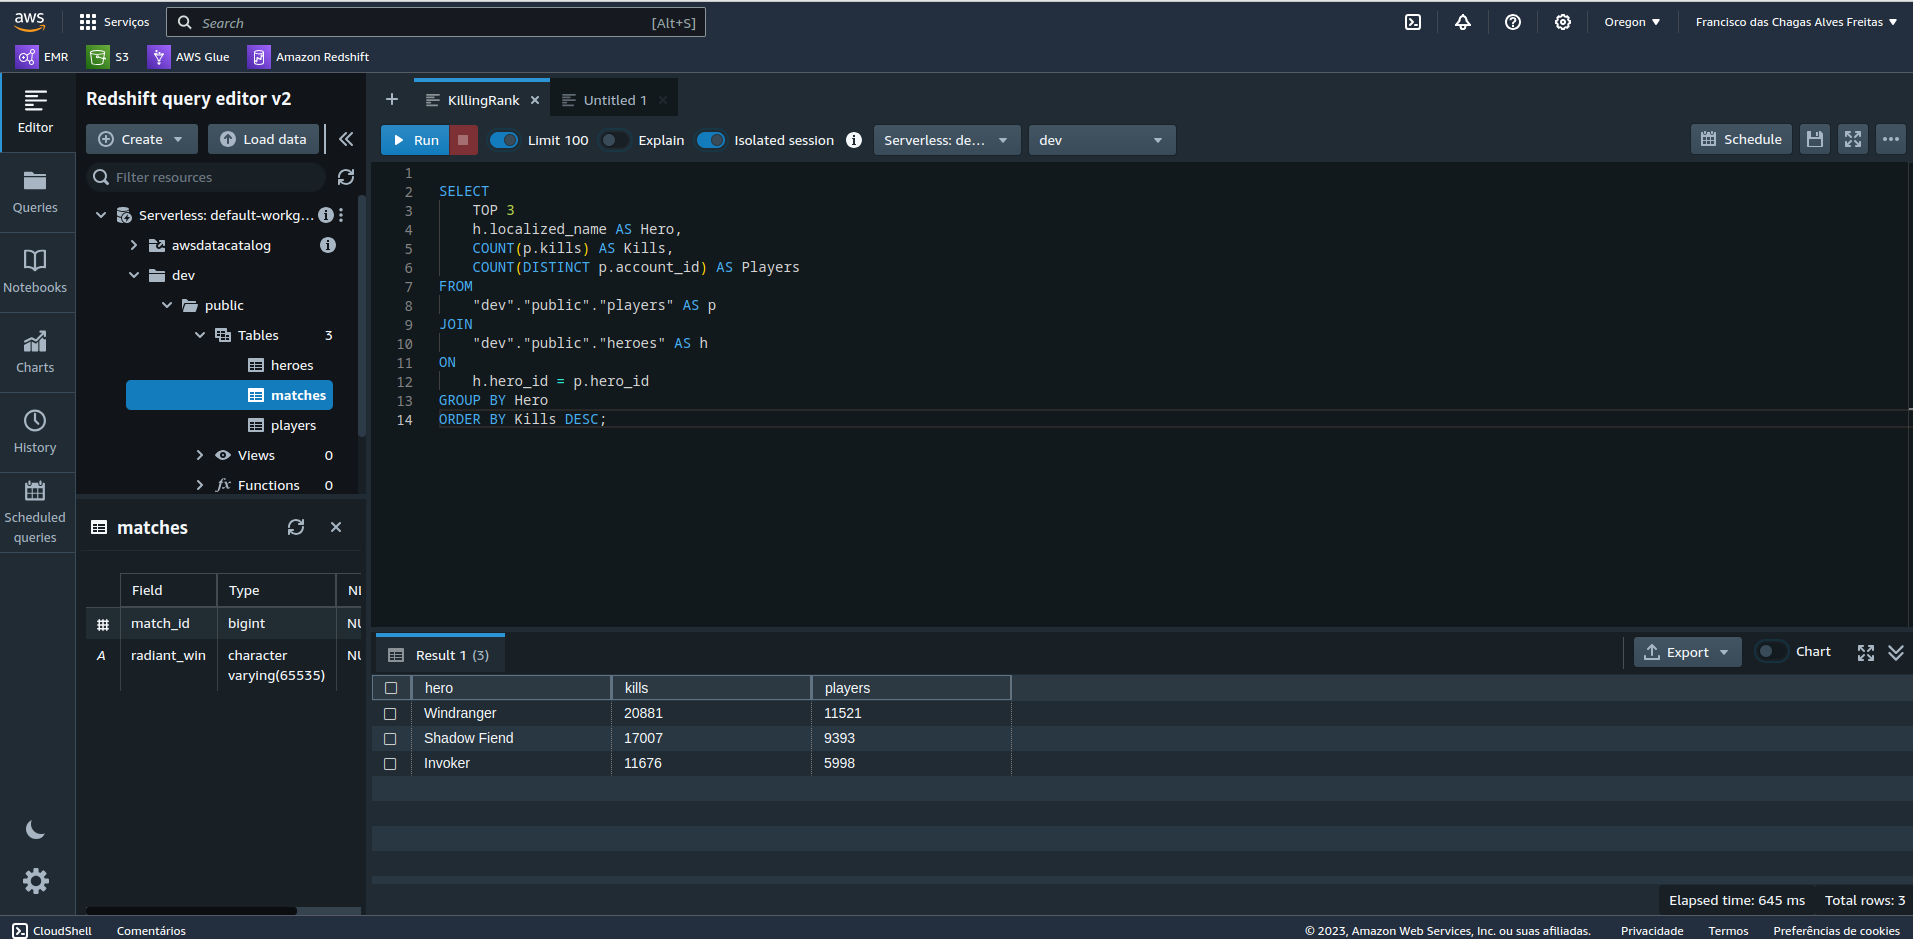 aws
Serviços
Search
[Alt+S]
Oregon
Francisco das Chagas Alves Freitas
EMR
S3
AWS Glue
Amazon Redshift
Editor
Queries
Notebooks
Charts
History
Scheduled
queries
Redshift query editor v2
Create
Load data
Filter resources
Serverless: default-workg...
awsdatacatalog
dev
public
Tables 3
heroes
matches
players
Views 0
Functions 0
matches
Field Type
match_id bigint
radiant_win character
varying(65535)
KillingRank
Untitled 1
Run
Limit 100
Explain
Isolated session
Serverless: de...
dev
Schedule
1
2 SELECT
3 TOP 3
4 h.localized_name AS Hero,
5 COUNT(p.kills) AS Kills,
6 COUNT(DISTINCT p.account_id) AS Players
7 FROM
8 "dev"."public"."players" AS p
9 JOIN
10 "dev"."public"."heroes" AS h
11 ON
12 h.hero_id = p.hero_id
13 GROUP BY Hero
14 ORDER BY Kills DESC;
Result 1 (3)
Export
Chart
hero kills players
Windranger 20881 11521
Shadow Fiend 17007 9393
Invoker 11676 5998
Elapsed time: 645 ms Total rows: 3
CloudShell
Comentários
© 2023, Amazon Web Services, Inc. ou suas afiliadas.
Privacidade
Termos
Preferências de cookies